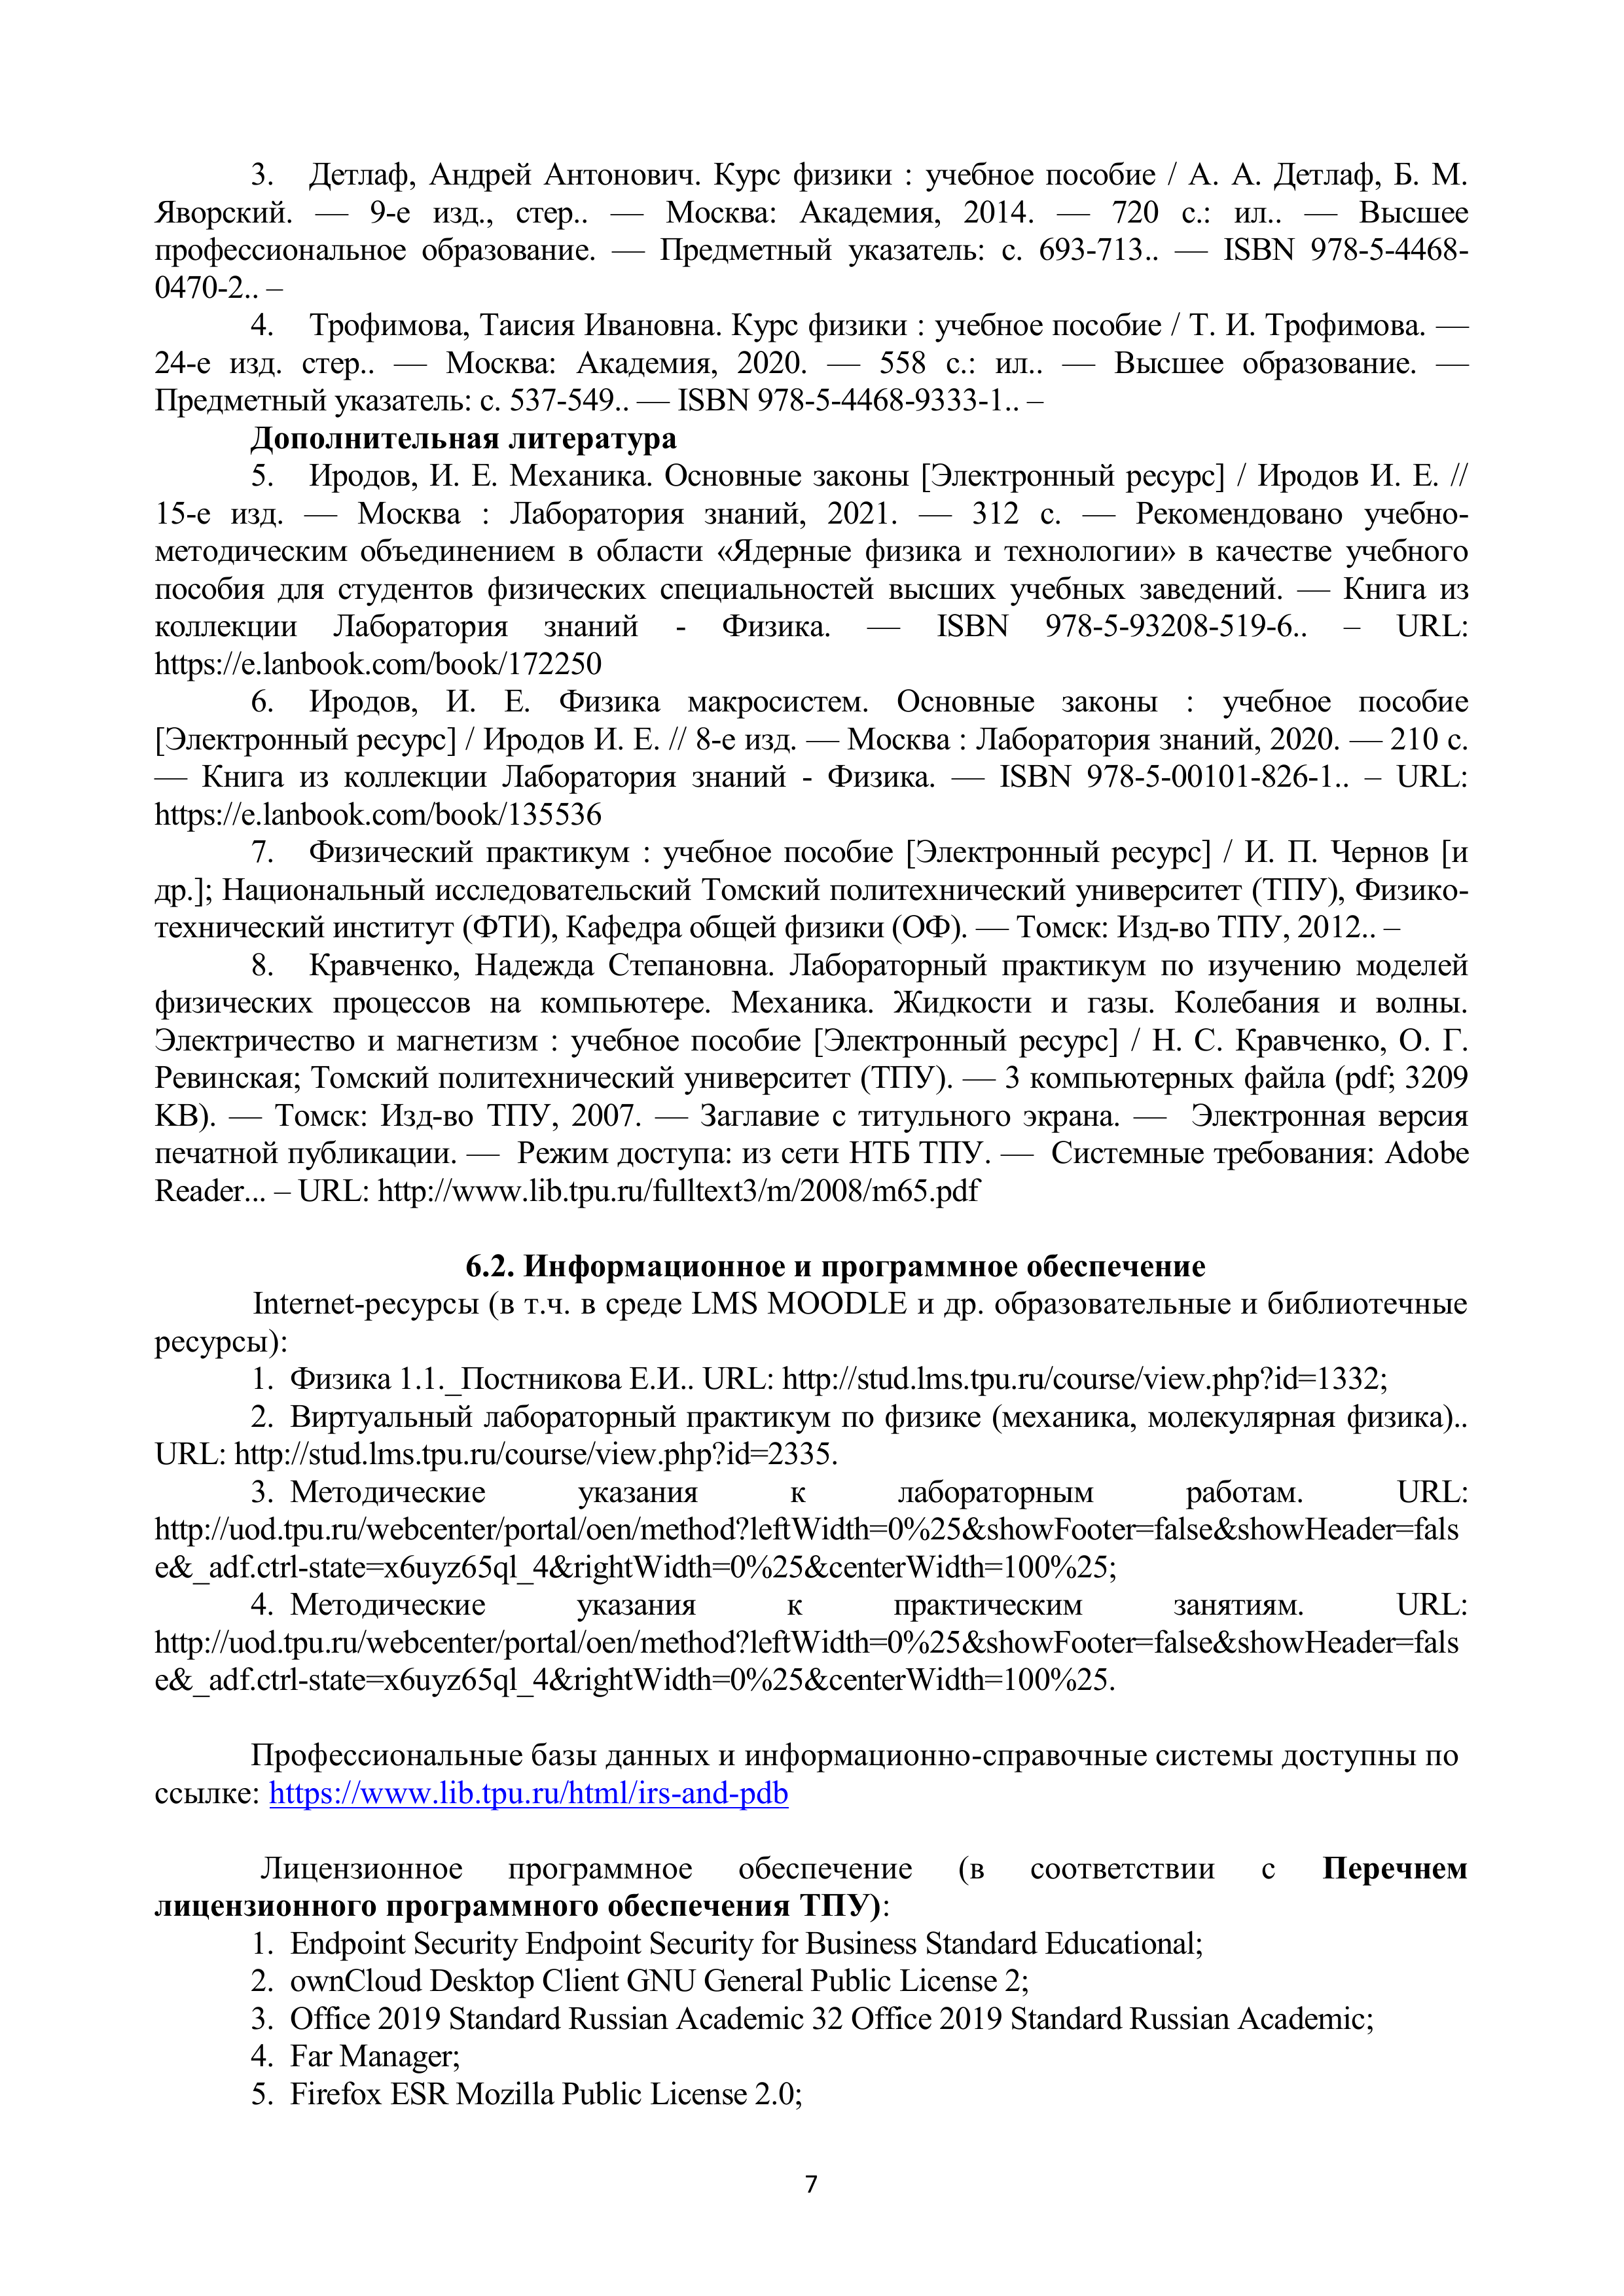 3. Детлаф, Андрей Антонович. Курс физики : учебное пособие / А. А. Детлаф, Б. М.
Яворский. — 9-е изд., стер.. — Москва: Академия, 2014. — 720 с.: ил.. — Высшее
профессиональное образование. — Предметный указатель: с. 693-713.. — ISBN 978-5-4468-
0470-2.. –
4. Трофимова, Таисия Ивановна. Курс физики : учебное пособие / Т. И. Трофимова. —
24-е изд. стер.. — Москва: Академия, 2020. — 558 с.: ил.. — Высшее образование. —
Предметный указатель: с. 537-549.. — ISBN 978-5-4468-9333-1.. –
Дополнительная литература
5. Иродов, И. Е. Механика. Основные законы [Электронный ресурс] / Иродов И. Е. //
15-е изд. — Москва : Лаборатория знаний, 2021. — 312 с. — Рекомендовано учебно-
методическим объединением в области «Ядерные физика и технологии» в качестве учебного
пособия для студентов физических специальностей высших учебных заведений. — Книга из
коллекции Лаборатория знаний - Физика. — ISBN 978-5-93208-519-6.. – URL:
https://e.lanbook.com/book/172250
6. Иродов, И. Е. Физика макросистем. Основные законы : учебное пособие
[Электронный ресурс] / Иродов И. Е. // 8-е изд. — Москва : Лаборатория знаний, 2020. — 210 с.
— Книга из коллекции Лаборатория знаний - Физика. — ISBN 978-5-00101-826-1.. – URL:
https://e.lanbook.com/book/135536
7. Физический практикум : учебное пособие [Электронный ресурс] / И. П. Чернов [и
др.]; Национальный исследовательский Томский политехнический университет (ТПУ), Физико-
технический институт (ФТИ), Кафедра общей физики (ОФ). — Томск: Изд-во ТПУ, 2012.. –
8. Кравченко, Надежда Степановна. Лабораторный практикум по изучению моделей
физических процессов на компьютере. Механика. Жидкости и газы. Колебания и волны.
Электричество и магнетизм : учебное пособие [Электронный ресурс] / Н. С. Кравченко, О. Г.
Ревинская; Томский политехнический университет (ТПУ). — 3 компьютерных файла (pdf; 3209
KB). — Томск: Изд-во ТПУ, 2007. — Заглавие с титульного экрана. — Электронная версия
печатной публикации. — Режим доступа: из сети НТБ ТПУ. — Системные требования: Adobe
Reader... – URL: http://www.lib.tpu.ru/fulltext3/m/2008/m65.pdf
6.2. Информационное и программное обеспечение
Internet-ресурсы (в т.ч. в среде LMS MOODLE и др. образовательные и библиотечные
ресурсы):
1. Физика 1.1._Постникова Е.И.. URL: http://stud.lms.tpu.ru/course/view.php?id=1332;
2. Виртуальный лабораторный практикум по физике (механика, молекулярная физика)..
URL: http://stud.lms.tpu.ru/course/view.php?id=2335.
3. Методические указания к лабораторным работам. URL:
http://uod.tpu.ru/webcenter/portal/oen/method?leftWidth=0%25&showFooter=false&showHeader=fals
e&_adf.ctrl-state=x6uyz65ql_4&rightWidth=0%25&centerWidth=100%25;
4. Методические указания к практическим занятиям. URL:
http://uod.tpu.ru/webcenter/portal/oen/method?leftWidth=0%25&showFooter=false&showHeader=fals
e&_adf.ctrl-state=x6uyz65ql_4&rightWidth=0%25&centerWidth=100%25.
Профессиональные базы данных и информационно-справочные системы доступны по
ссылке: https://www.lib.tpu.ru/html/irs-and-pdb
Лицензионное программное обеспечение (в соответствии с Перечнем
лицензионного программного обеспечения ТПУ):
1. Endpoint Security Endpoint Security for Business Standard Educational;
2. ownCloud Desktop Client GNU General Public License 2;
3. Office 2019 Standard Russian Academic 32 Office 2019 Standard Russian Academic;
4. Far Manager;
5. Firefox ESR Mozilla Public License 2.0;
7